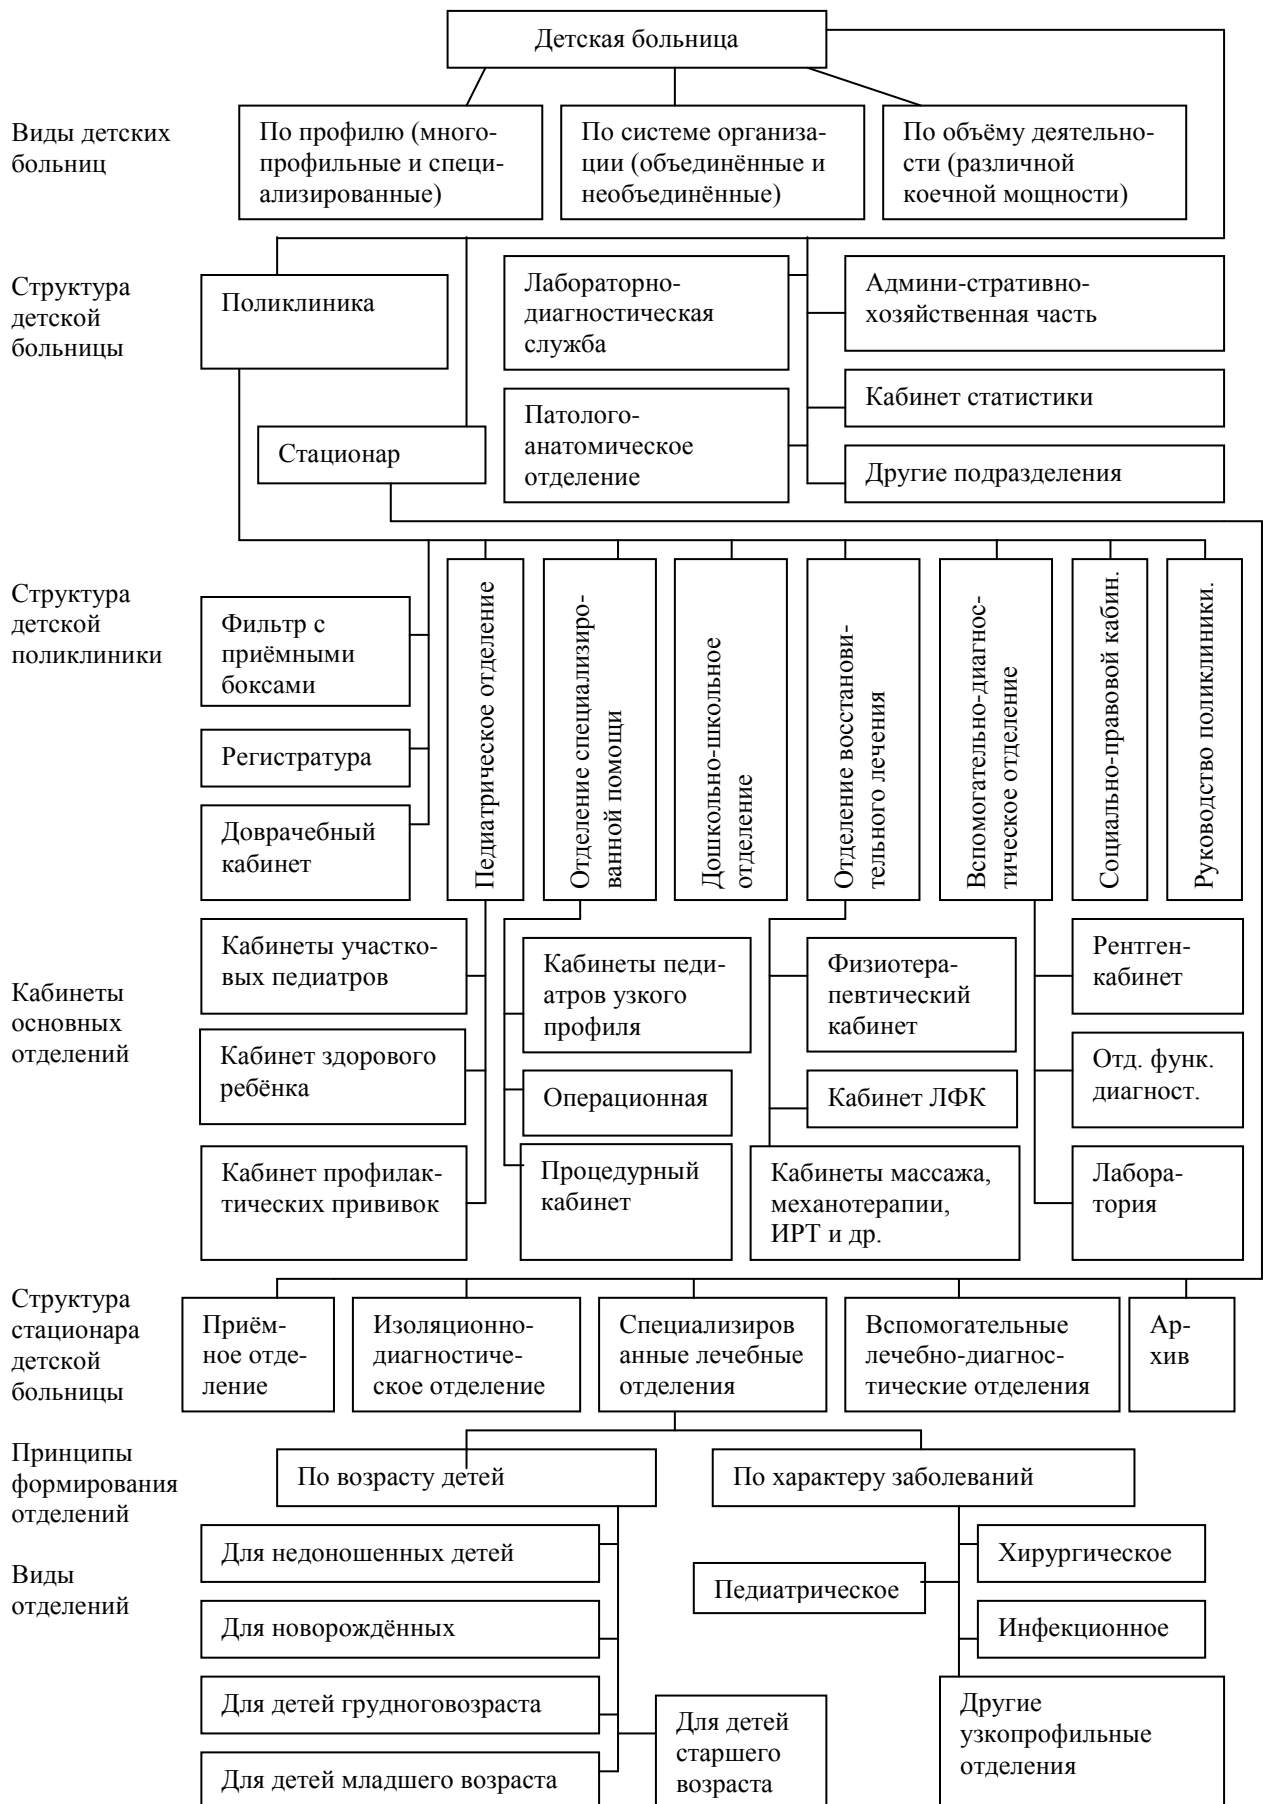 Детская больница
Виды детских
больниц
По профилю (много-
профильные и специ-
ализированные)
По системе организа-
ции (объединённые и
необъединённые)
По объёму деятельно-
сти (различной
коечной мощности)
Структура
детской
больницы
Поликлиника
Лабораторно-
диагностическая
служба
Админи-стративно-
хозяйственная часть
Стационар
Патолого-
анатомическое
отделение
Кабинет статистики
Другие подразделения
Структура
детской
поликлиники
Фильтр с
приёмными
боксами
Регистратура
Доврачебный
кабинет
Педиатрическое отделение
Отделение специализиро-
ванной помощи
Дошкольно-школьное
отделение
Отделение восстанови-
тельного лечения
Вспомогательно-диагнос-
тическое отделение
Социально-правовой кабин.
Руководство поликлиники.
Кабинеты
основных
отделений
Кабинеты участко-
вых педиатров
Кабинет здорового
ребёнка
Кабинет профилак-
тических прививок
Кабинеты педи-
атров узкого
профиля
Операционная
Процедурный
кабинет
Физиотера-
певтический
кабинет
Кабинет ЛФК
Кабинеты массажа,
механотерапии,
ИРТ и др.
Рентген-
кабинет
Отд. функ.
диагност.
Лабора-
тория
Структура
стационара
детской
больницы
Приём-
ное отде-
ление
Изоляционно-
диагностиче-
ское отделение
Специализиров
анные лечебные
отделения
Вспомогательные
лечебно-диагнос-
тические отделения
Ар-
хив
Принципы
формирования
отделений
По возрасту детей
По характеру заболеваний
Виды
отделений
Для недоношенных детей
Для новорождённых
Для детей грудноговозраста
Для детей младшего возраста
Для детей
старшего
возраста
Педиатрическое
Хирургическое
Инфекционное
Другие
узкопрофильные
отделения